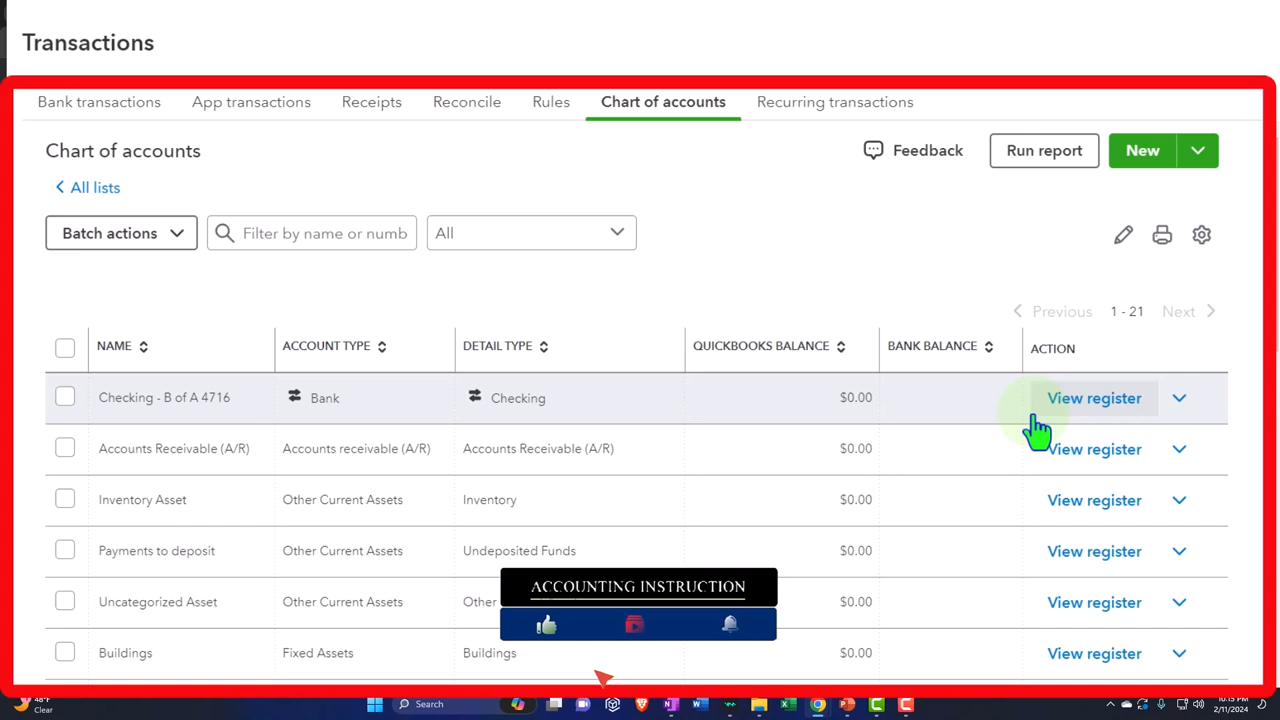 Transactions
Bank transactions App transactions Receipts Reconcile Rules Chart of accounts Recurring transactions
Chart of accounts Feedback Run report New
All lists
Batch actions Filter by name or numb All
Previous 1 - 21 Next
NAME ACCOUNT TYPE DETAIL TYPE QUICKBOOKS BALANCE BANK BALANCE ACTION
Checking - B of A 4716 Bank Checking $0.00 View register
Accounts Receivable (A/R) Accounts receivable (A/R) Accounts Receivable (A/R) $0.00 View register
Inventory Asset Other Current Assets Inventory $0.00 View register
Payments to deposit Other Current Assets Undeposited Funds $0.00 View register
ACCOUNTING INSTRUCTION
Uncategorized Asset Other Current Assets Other $0.00 View register
Buildings Fixed Assets Buildings $0.00 View register
48°F
Clear
Search
2/11/2024